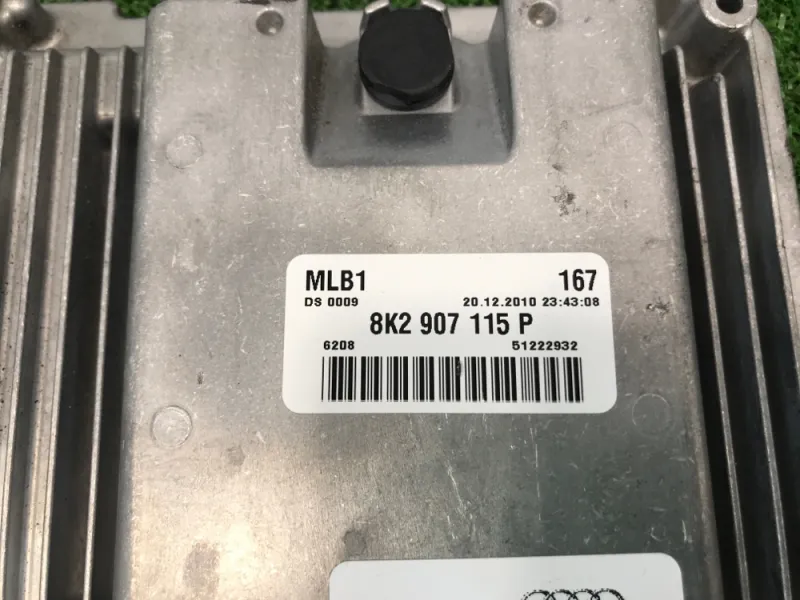 MLB1 167
DS 0009 20.12.2010 23:43:08
8K2 907 115 P
6208 51222932